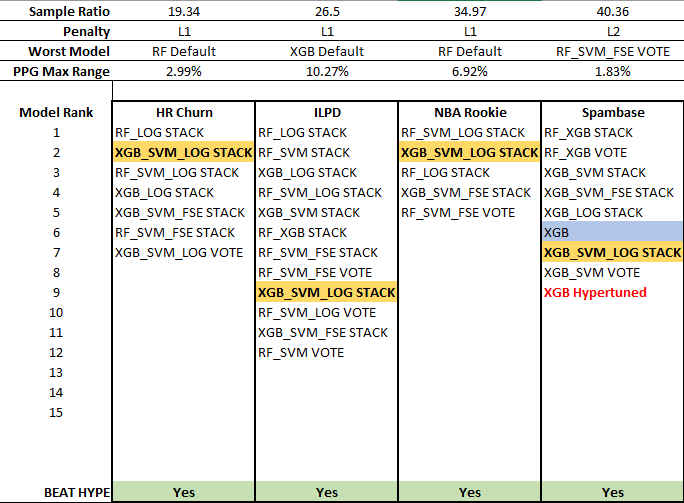 Sample Ratio 19.34 26.5 34.97 40.36
Penalty L1 L1 L1 L2
Worst Model RF Default XGB Default RF Default RF_SVM_FSE VOTE
PPG Max Range 2.99% 10.27% 6.92% 1.83%
Model Rank HR Churn ILPD NBA Rookie Spambase
1 RF_LOG STACK RF_LOG STACK RF_SVM_LOG STACK RF_XGB STACK
2 XGB_SVM_LOG STACK RF_SVM STACK XGB_SVM_LOG STACK RF_XGB VOTE
3 RF_SVM_LOG STACK XGB_LOG STACK RF_LOG STACK XGB_SVM STACK
4 XGB_LOG STACK RF_SVM_LOG STACK XGB_SVM_FSE STACK XGB_SVM_FSE STACK
5 XGB_SVM_FSE STACK XGB_SVM STACK RF_SVM_FSE VOTE XGB_LOG STACK
6 RF_SVM_FSE STACK RF_XGB STACK XGB
7 XGB_SVM_LOG VOTE RF_SVM_FSE STACK XGB_SVM_LOG STACK
8 RF_SVM_FSE VOTE XGB_SVM VOTE
9 XGB_SVM_LOG STACK XGB Hypertuned
10 RF_SVM_LOG VOTE
11 XGB_SVM_FSE STACK
12 RF_SVM VOTE
13
14
15
BEAT HYPE Yes Yes Yes Yes